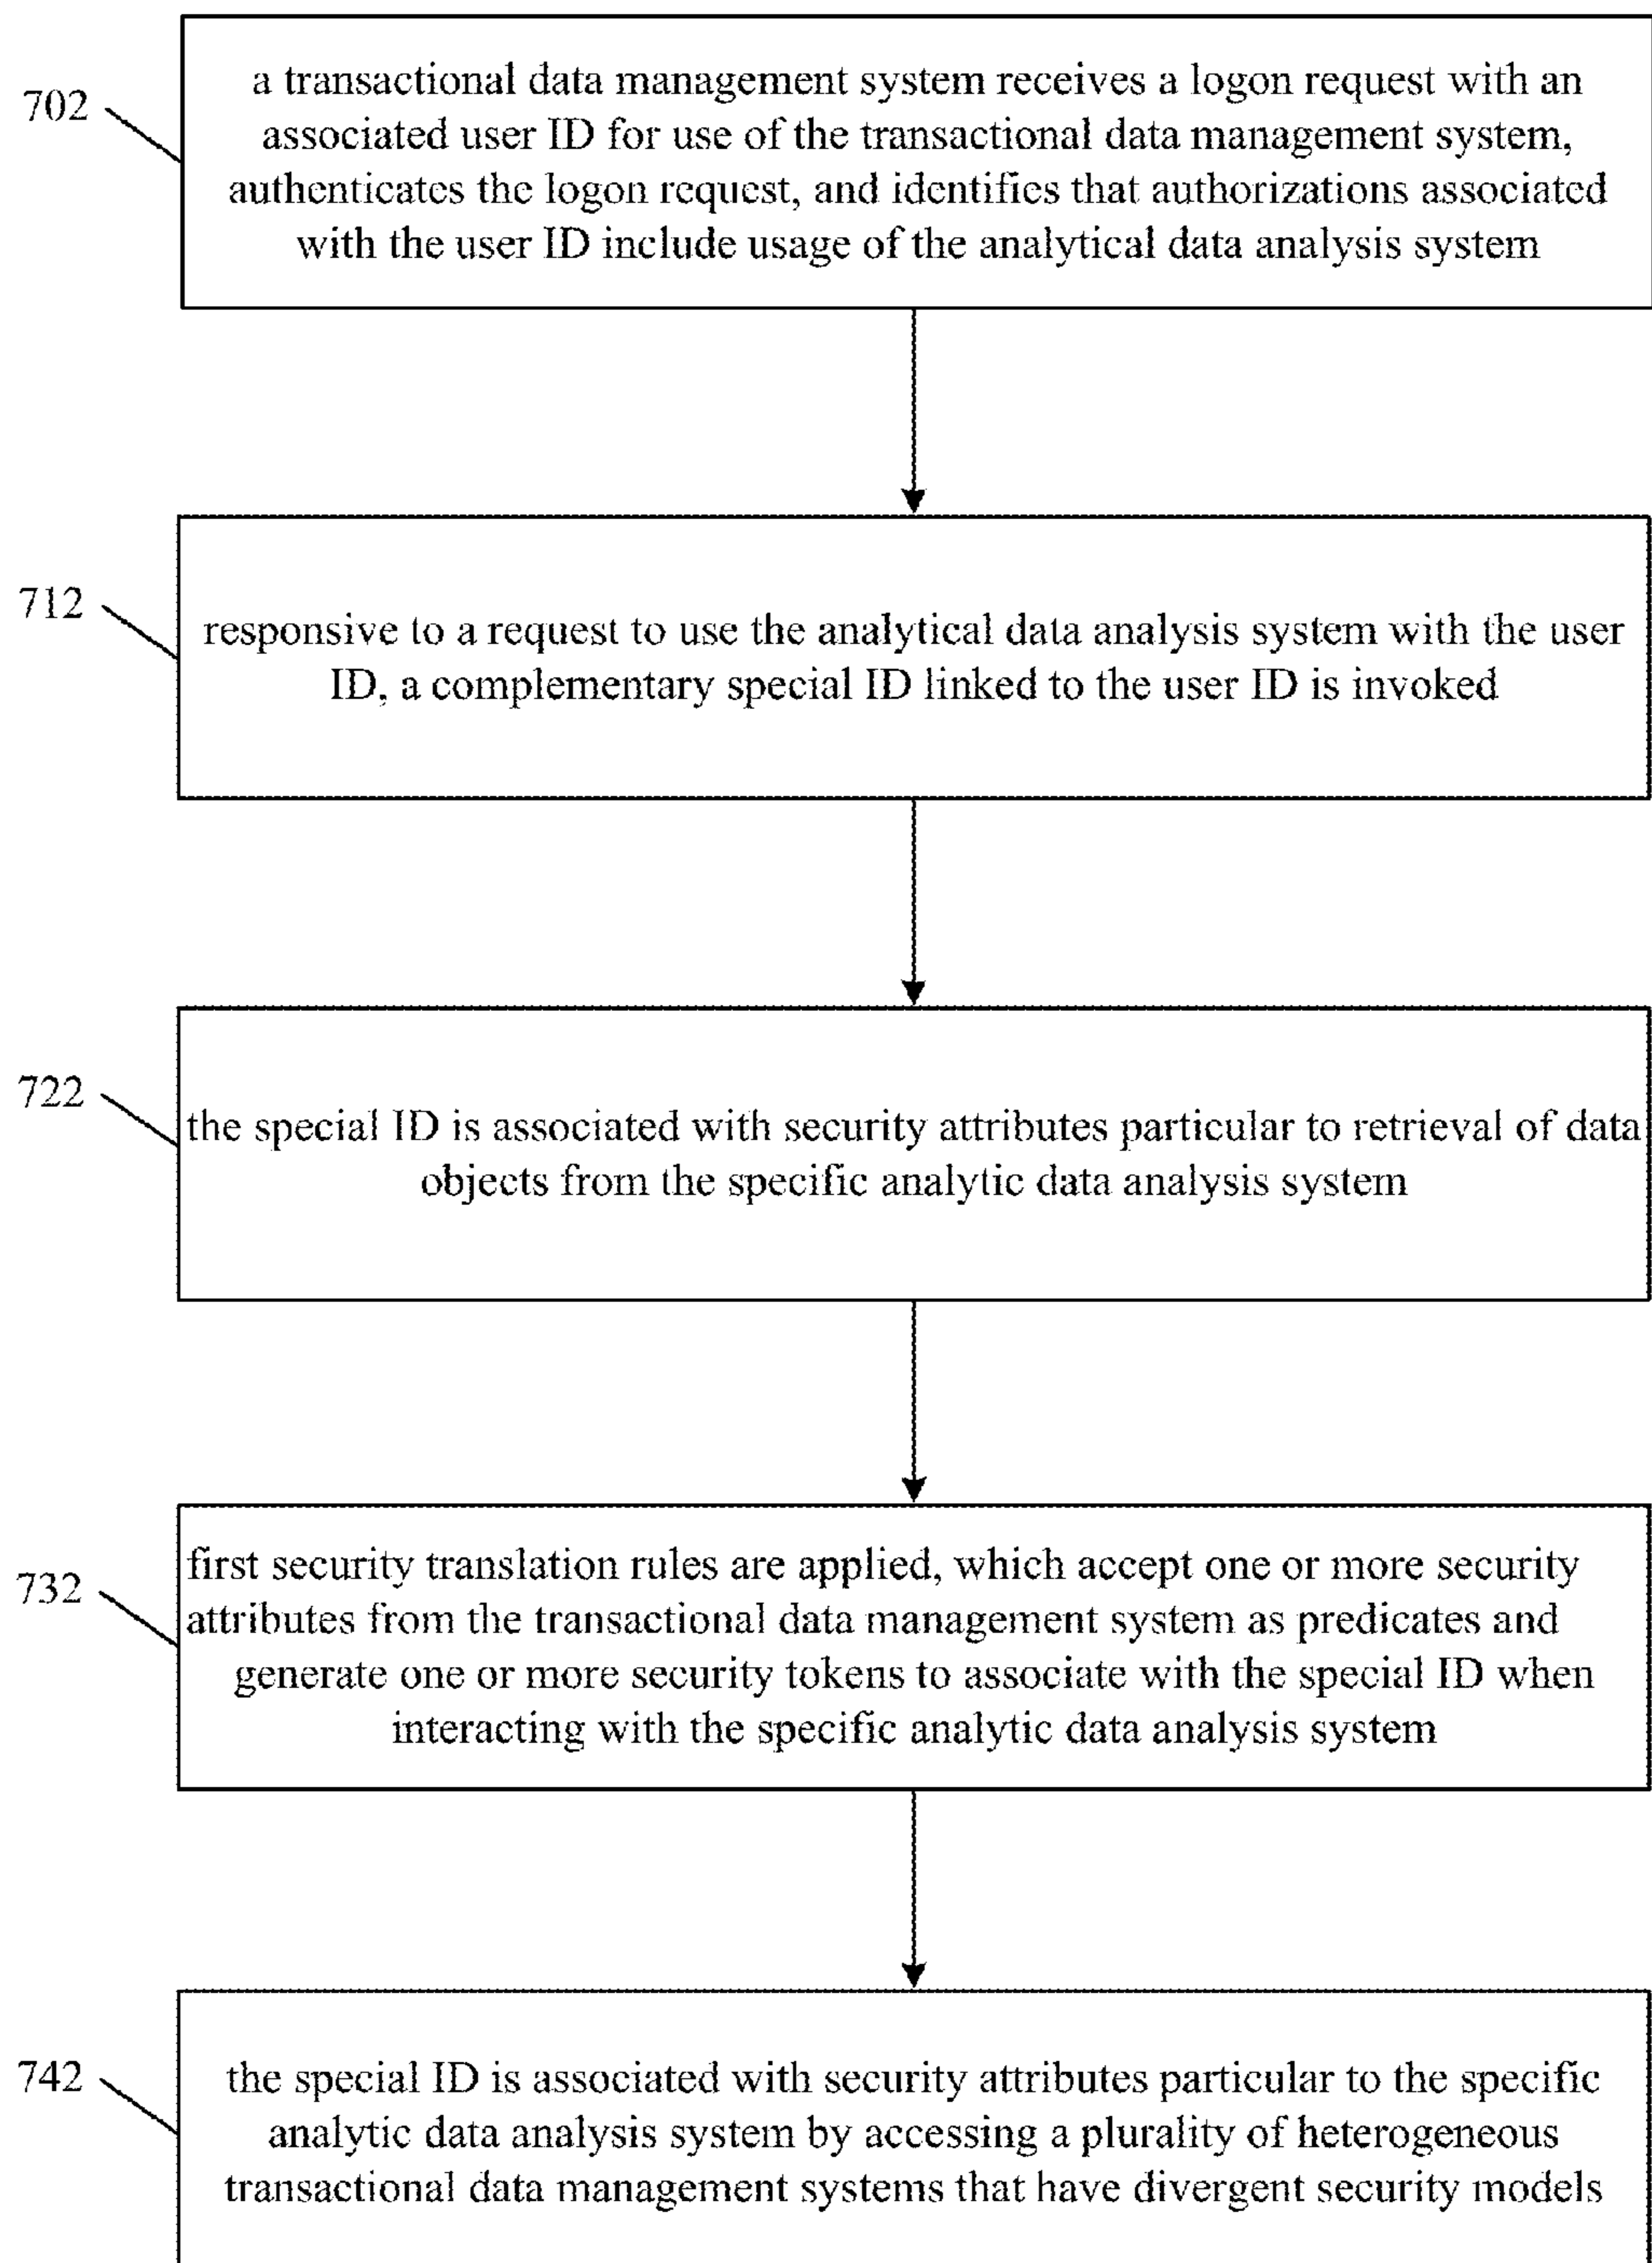 a transactional data management system receives a logon request with an
702
associated user ID for use of the transactional data management system,
authenticates the logon request, and identifies that authorizations associated
with the user ID include usage of the analytical data analysis system
712
responsive to a request to use the analytical data analysis system with the user
ID, a complementary special ID linked to the user ID is invoked
722
the special ID is associated with security attributes particular to retrieval of data
objects from the specific analytic data analysis system
first security translation rules are applied, which accept one or more security
732
attributes from the transactional data management system as predicates and
generate one or more security tokens to associate with the special ID when
interacting with the specific analytic data analysis system
742
the special ID is associated with security attributes particular to the specific
analytic data analysis system by accessing a plurality of heterogeneous
transactional data management systems that have divergent security models